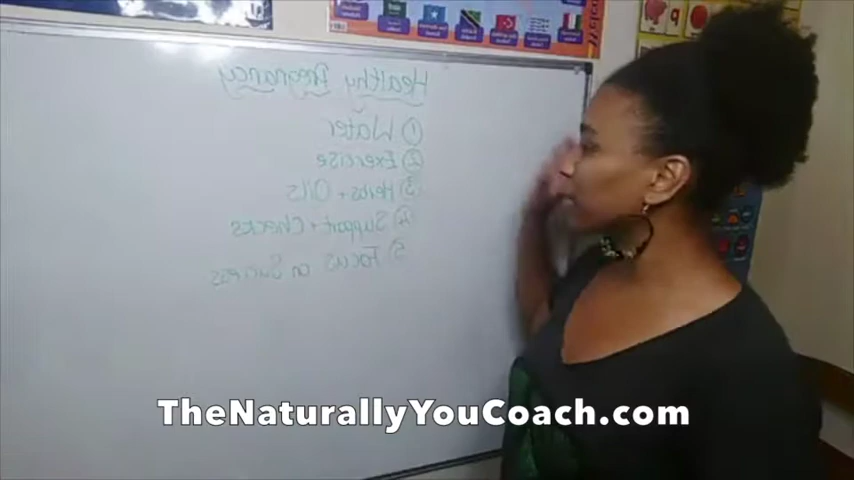 Healthy Pregnancy
① Water
② Exercise
③ Herbs + Oils
④ Support + Checks
⑤ Focus on Success
TheNaturallyYouCoach.com